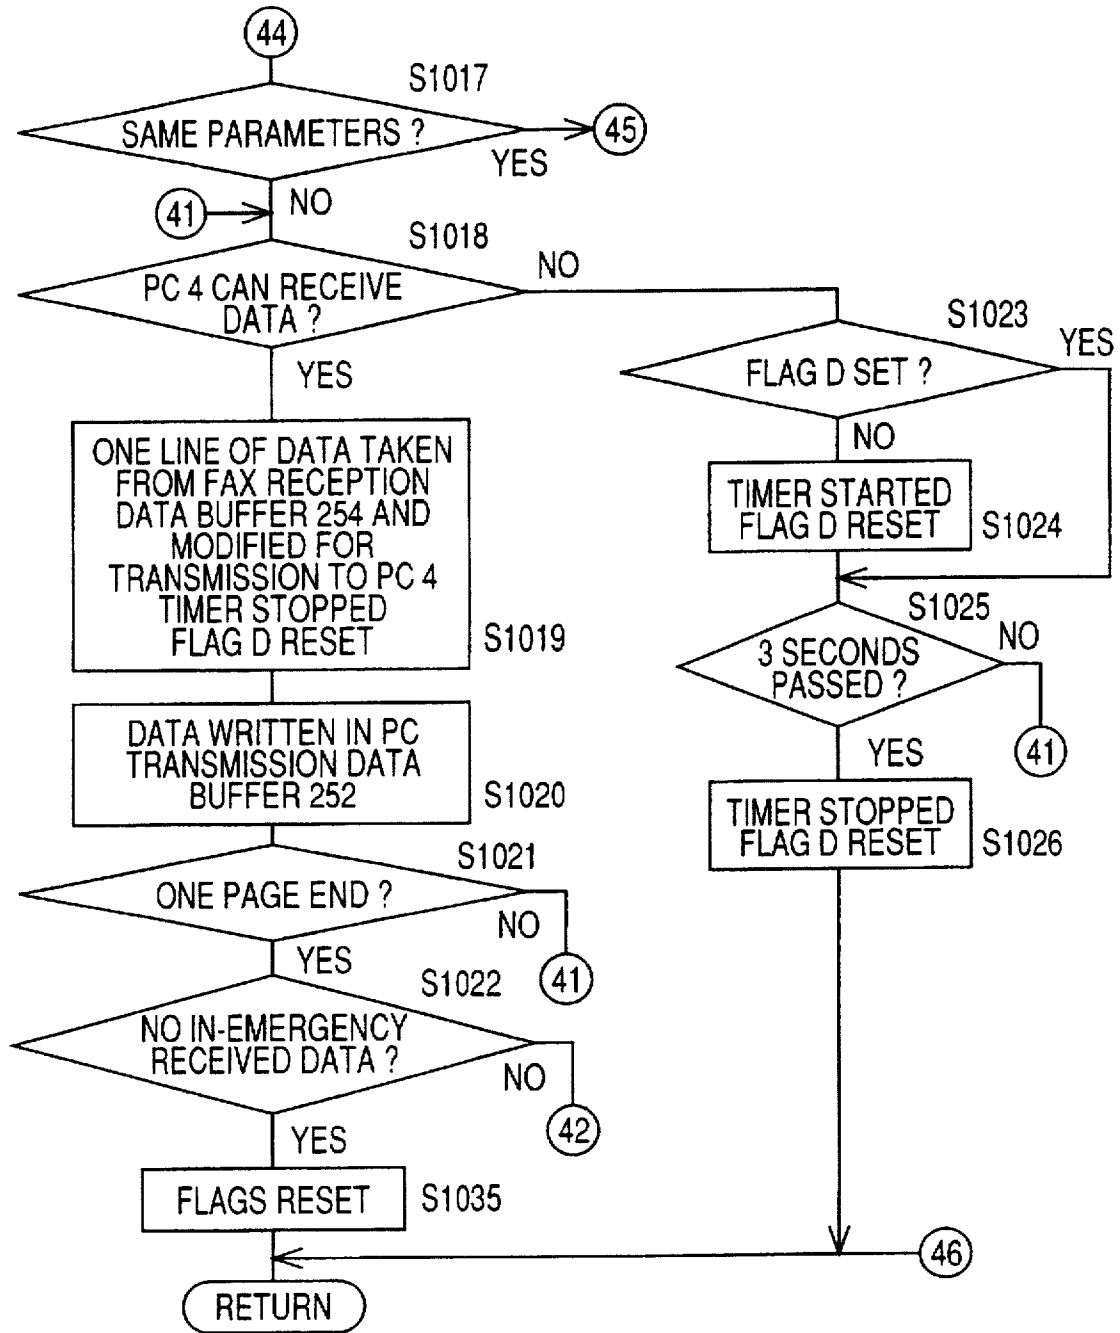 44
S1017
SAME PARAMETERS ?
YES
45
NO
41
S1018
PC 4 CAN RECEIVE
DATA ?
NO
YES
S1023
FLAG D SET ?
YES
NO
TIMER STARTED
FLAG D RESET
S1024
ONE LINE OF DATA TAKEN
FROM FAX RECEPTION
DATA BUFFER 254 AND
MODIFIED FOR
TRANSMISSION TO PC 4
TIMER STOPPED
FLAG D RESET
S1019
S1025
3 SECONDS
PASSED ?
NO
41
YES
TIMER STOPPED
FLAG D RESET
S1026
DATA WRITTEN IN PC
TRANSMISSION DATA
BUFFER 252
S1020
S1021
ONE PAGE END ?
NO
41
YES
S1022
NO IN-EMERGENCY
RECEIVED DATA ?
NO
42
YES
FLAGS RESET
S1035
46
RETURN